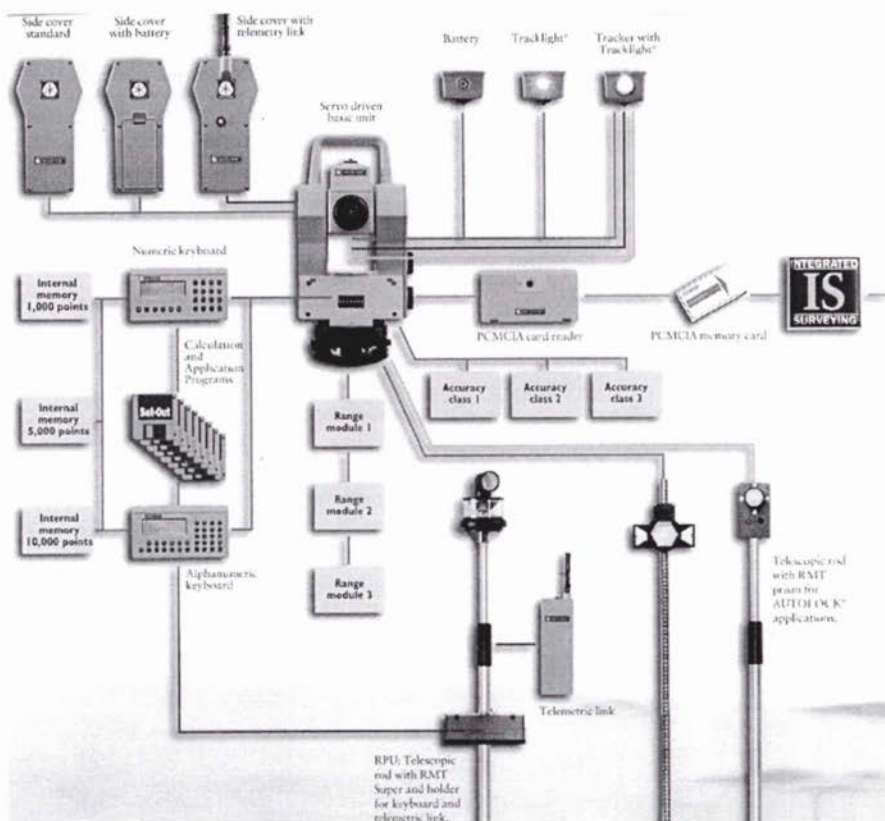 Side cover
standard
Side cover
with battery
Side cover with
telemetry link
Battery
Tracklight®
Tracker with
Tracklight®
Servo driven
basic unit
Numeric keyboard
Internal
memory
1,000 points
Calculation
and
Application
Programs
Internal
memory
5,000 points
Sel-Out
Internal
memory
10,000 points
Alphanumeric
keyboard
PCMCIA card reader
PCMCIA memory card
INTEGRATED
IS
SURVEYING
Accuracy
class 1
Accuracy
class 2
Accuracy
class 3
Range
module 1
Range
module 2
Range
module 3
Telescopic rod
with RMT
prism for
AUTOLOCK®
applications.
Telemetric link
RPU: Telescopic
rod with RMT
Super and holder
for keyboard and
telemetric link.